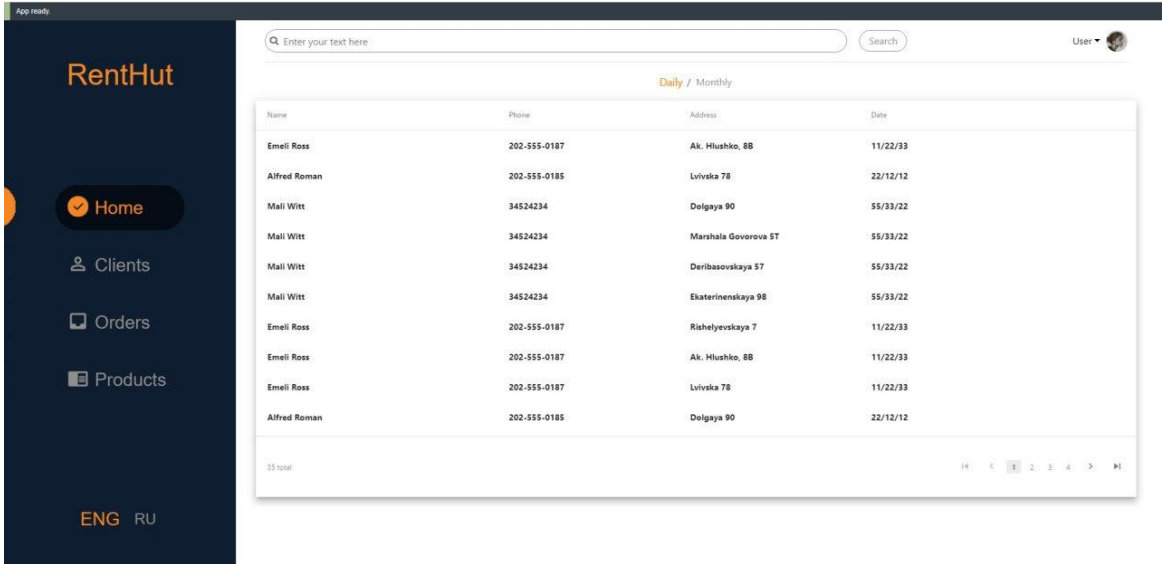 App ready.
RentHut
Enter your text here
Search
User
Daily / Monthly
Name Phone Address Date
Emeli Ross 202-555-0187 Ak. Hlushko, 8B 11/22/33
Alfred Roman 202-555-0185 Lvivska 78 22/12/12
Mali Witt 34524234 Dolgaya 90 55/33/22
Mali Witt 34524234 Marshala Govorova 5T 55/33/22
Mali Witt 34524234 Deribasovskaya 57 55/33/22
Mali Witt 34524234 Ekaterinenskaya 98 55/33/22
Emeli Ross 202-555-0187 Rishelyevskaya 7 11/22/33
Emeli Ross 202-555-0187 Ak. Hlushko, 8B 11/22/33
Emeli Ross 202-555-0187 Lvivska 78 11/22/33
Alfred Roman 202-555-0185 Dolgaya 90 22/12/12
35 total
1 2 3 4
Home
Clients
Orders
Products
ENG RU